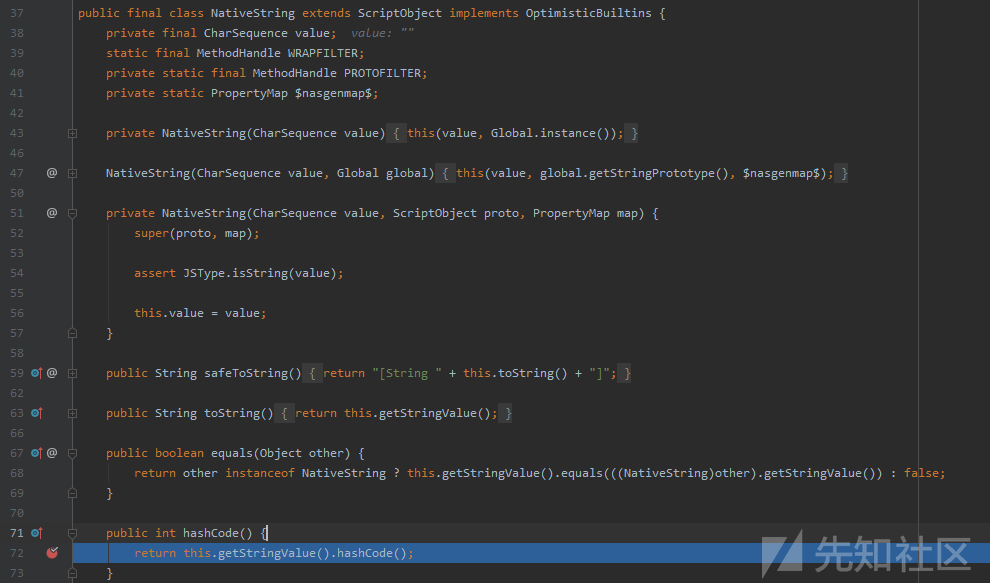 37 public final class NativeString extends ScriptObject implements OptimisticBuiltins {
38 private final CharSequence value; value: ""
39 static final MethodHandle WRAPFILTER;
40 private static final MethodHandle PROTOFILTER;
41 private static PropertyMap $nasgenmap$;
42
43 private NativeString(CharSequence value) { this(value, Global.instance()); }
46
47 @ NativeString(CharSequence value, Global global) { this(value, global.getStringPrototype(), $nasgenmap$); }
50
51 @ private NativeString(CharSequence value, ScriptObject proto, PropertyMap map) {
52 super(proto, map);
53
54 assert JSType.isString(value);
55
56 this.value = value;
57 }
58
59 @ public String safeToString() { return "[String " + this.toString() + "]"; }
62
63 public String toString() { return this.getStringValue(); }
66
67 @ public boolean equals(Object other) {
68 return other instanceof NativeString ? this.getStringValue().equals(((NativeString)other).getStringValue()) : false;
69 }
70
71 public int hashCode() {
72 return this.getStringValue().hashCode();
73 }
先知社区